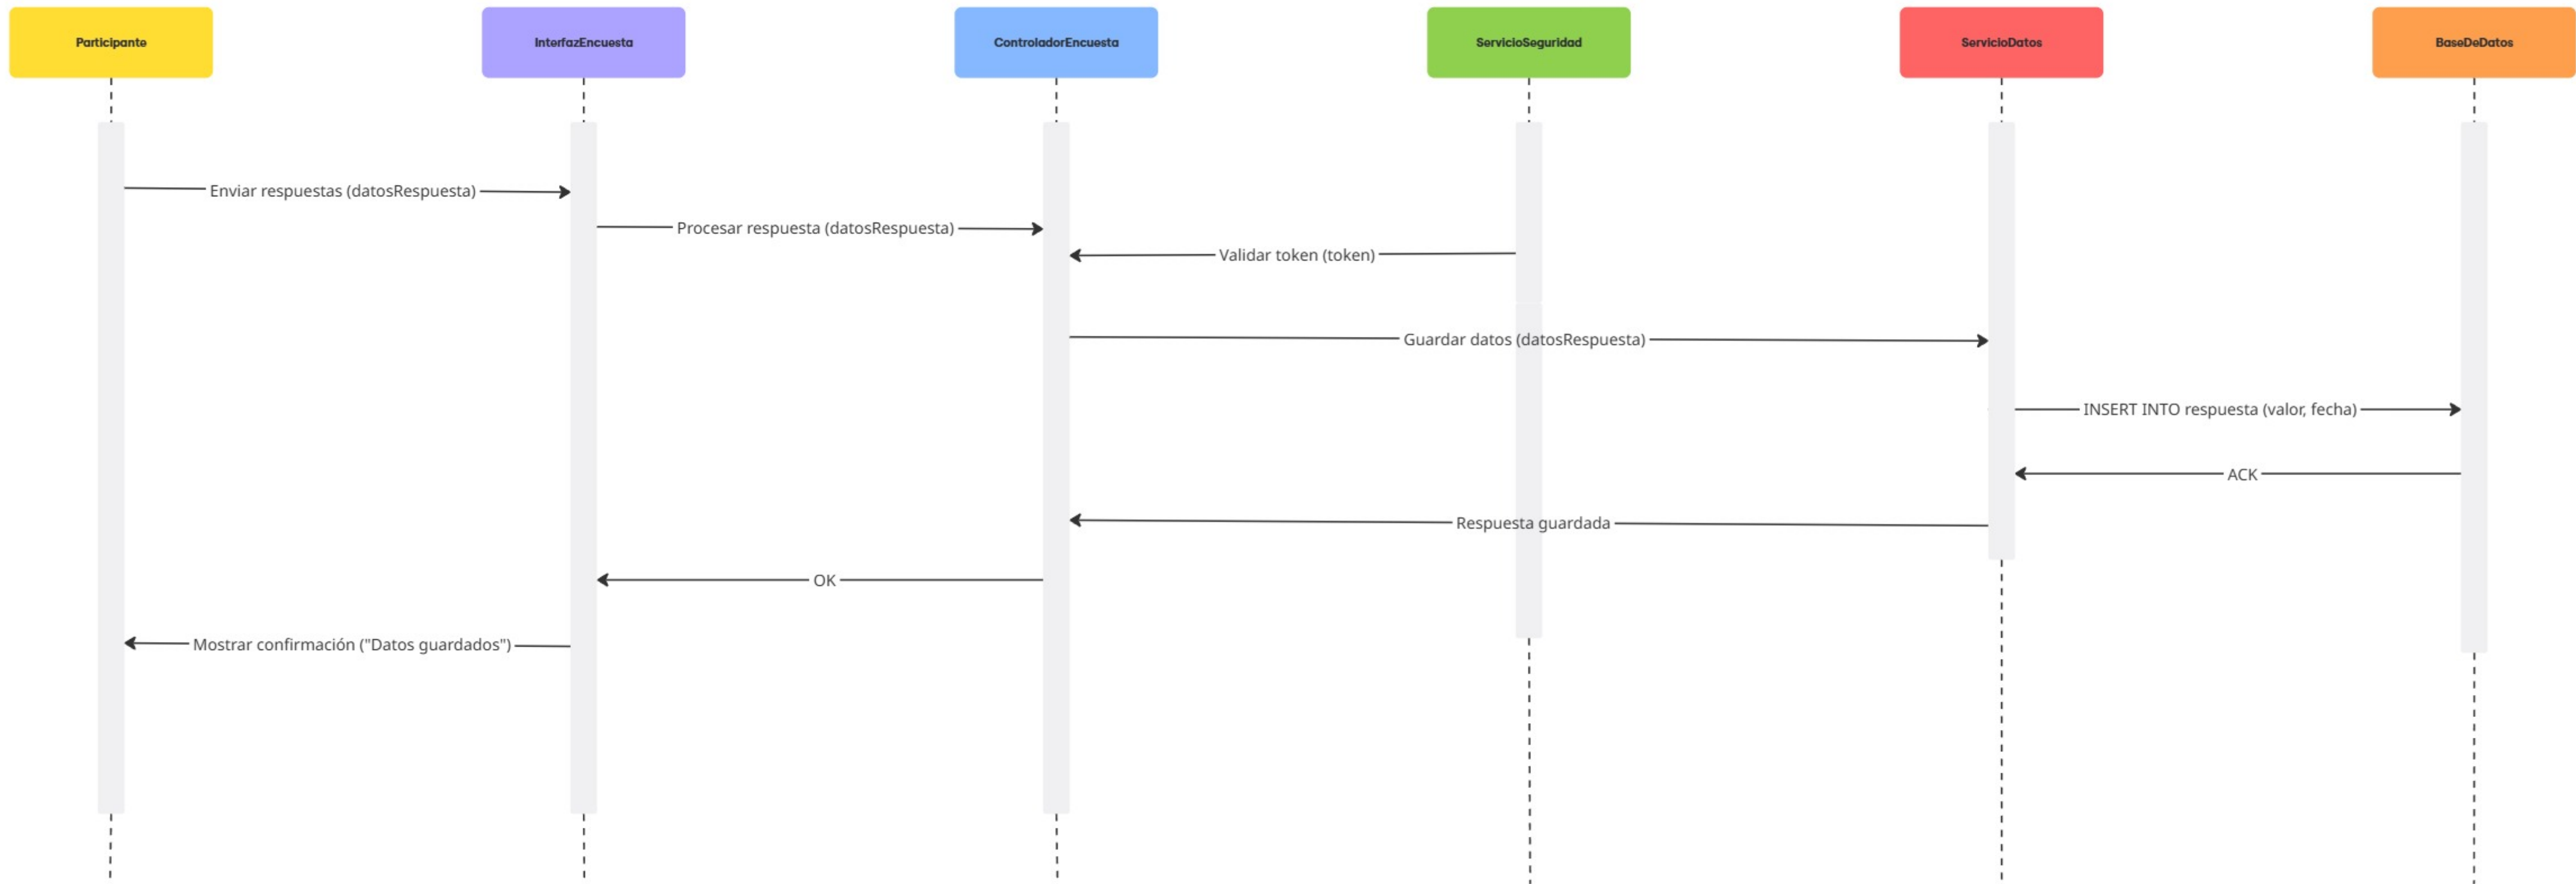 Participante
InterfazEncuesta
ControladorEncuesta
ServicioSeguridad
ServicioDatos
BaseDeDatos
Enviar respuestas (datosRespuesta)
Procesar respuesta (datosRespuesta)
Validar token (token)
Guardar datos (datosRespuesta)
INSERT INTO respuesta (valor, fecha)
ACK
Respuesta guardada
OK
Mostrar confirmación ("Datos guardados")